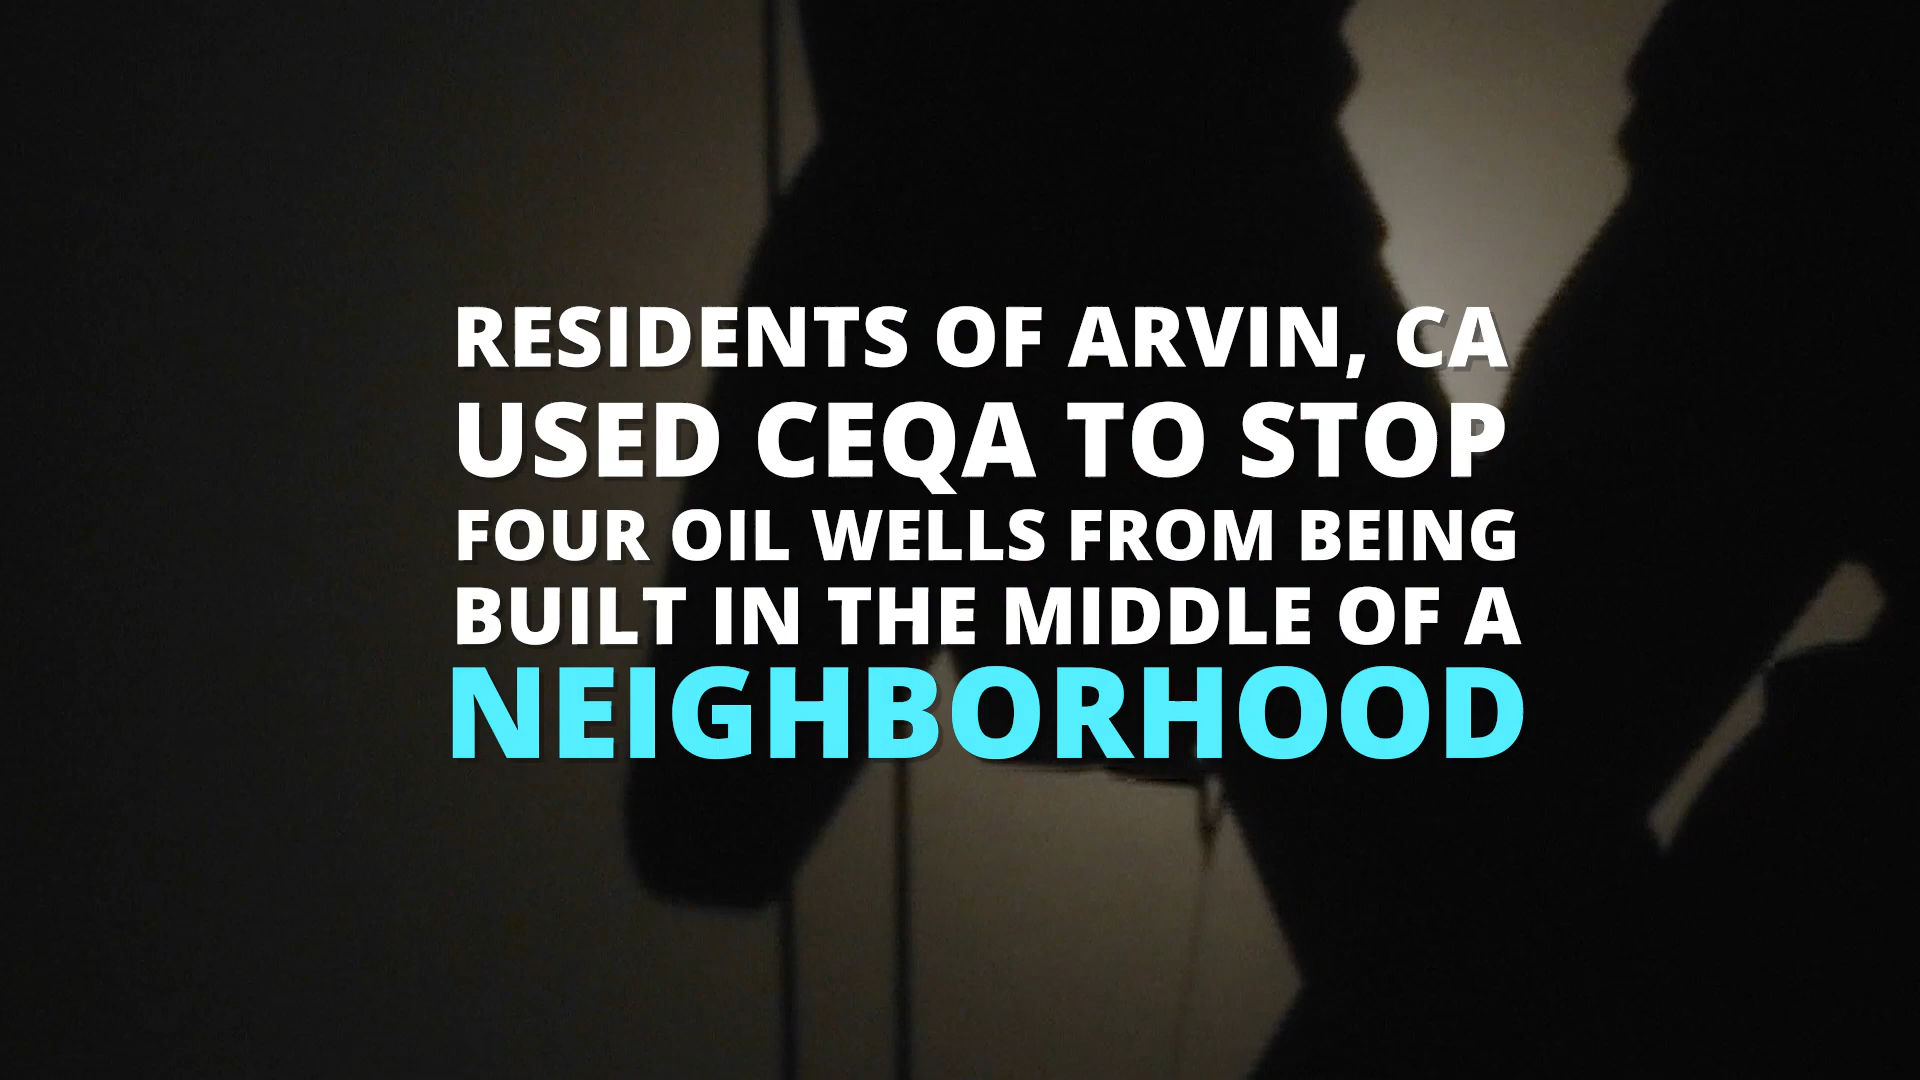 RESIDENTS OF ARVIN, CA
USED CEQA TO STOP
FOUR OIL WELLS FROM BEING
BUILT IN THE MIDDLE OF A
NEIGHBORHOOD